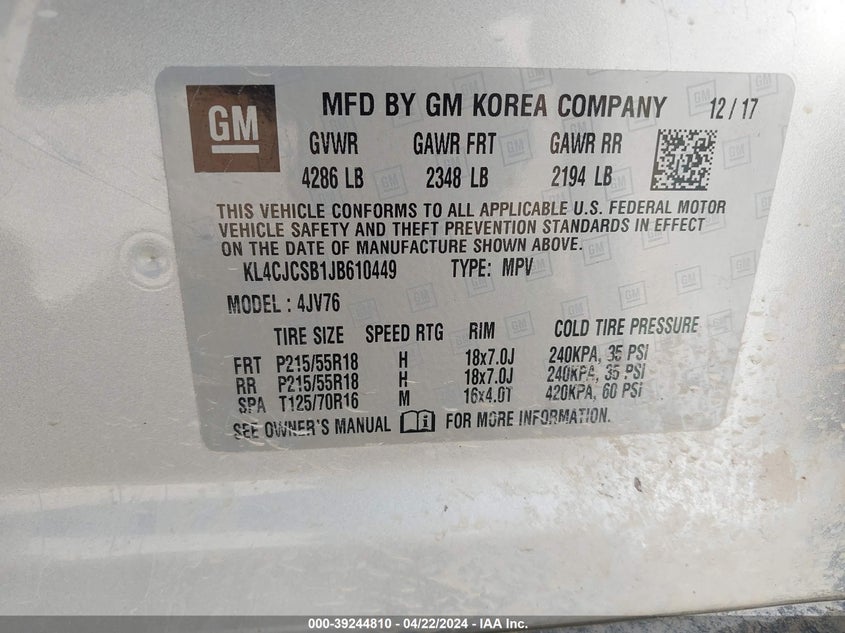 GM
MFD BY GM KOREA COMPANY 12/17
GVWR GAWR FRT GAWR RR
4286 LB 2348 LB 2194 LB
THIS VEHICLE CONFORMS TO ALL APPLICABLE U.S. FEDERAL MOTOR
VEHICLE SAFETY AND THEFT PREVENTION STANDARDS IN EFFECT
ON THE DATE OF MANUFACTURE SHOWN ABOVE.
KL4CJCSB1JB610449 TYPE: MPV
MODEL : 4JV76
TIRE SIZE SPEED RTG RIM COLD TIRE PRESSURE
FRT P215/55R18 H 18x7.0J 240KPA, 35 PSI
RR P215/55R18 H 18x7.0J 240KPA, 35 PSI
SPA T125/70R16 M 16x4.0T 420KPA, 60 PSI
SEE OWNER'S MANUAL FOR MORE INFORMATION.
000-39244810 - 04/22/2024 - IAA, Inc.